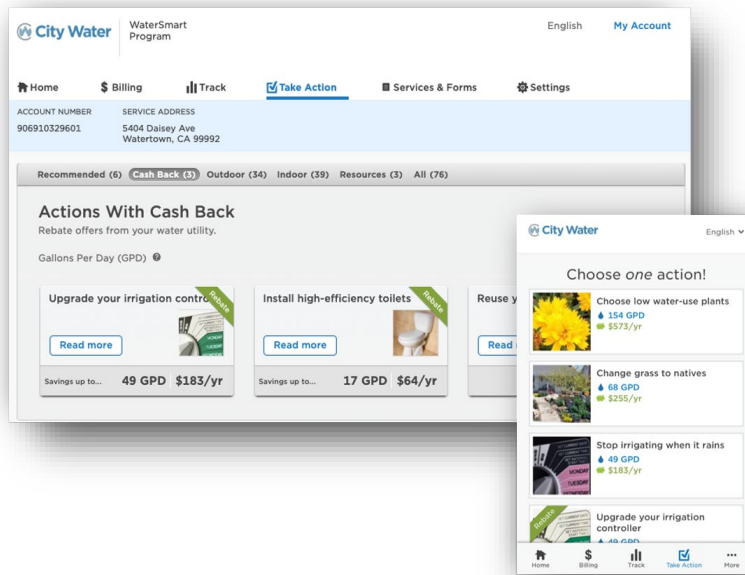 City Water
WaterSmart
Program
English
My Account
Home
Billing
Track
Take Action
Services & Forms
Settings
ACCOUNT NUMBER
906910329601
SERVICE ADDRESS
5404 Daisey Ave
Watertown, CA 99992
Recommended (6) Cash Back (3) Outdoor (34) Indoor (39) Resources (3) All (76)
Actions With Cash Back
Rebate offers from your water utility.
Gallons Per Day (GPD)
Upgrade your irrigation contro
Rebate
Read more
Savings up to... 49 GPD $183/yr
Install high-efficiency toilets
Rebate
Read more
Savings up to... 17 GPD $64/yr
Reuse y
Read
City Water
English
Choose one action!
Choose low water-use plants
154 GPD
$573/yr
Change grass to natives
68 GPD
$255/yr
Stop irrigating when it rains
49 GPD
$183/yr
MONDAY
TUESDAY
Rebate
Upgrade your irrigation
controller
49 GPD
Home
Billing
Track
Take Action
More